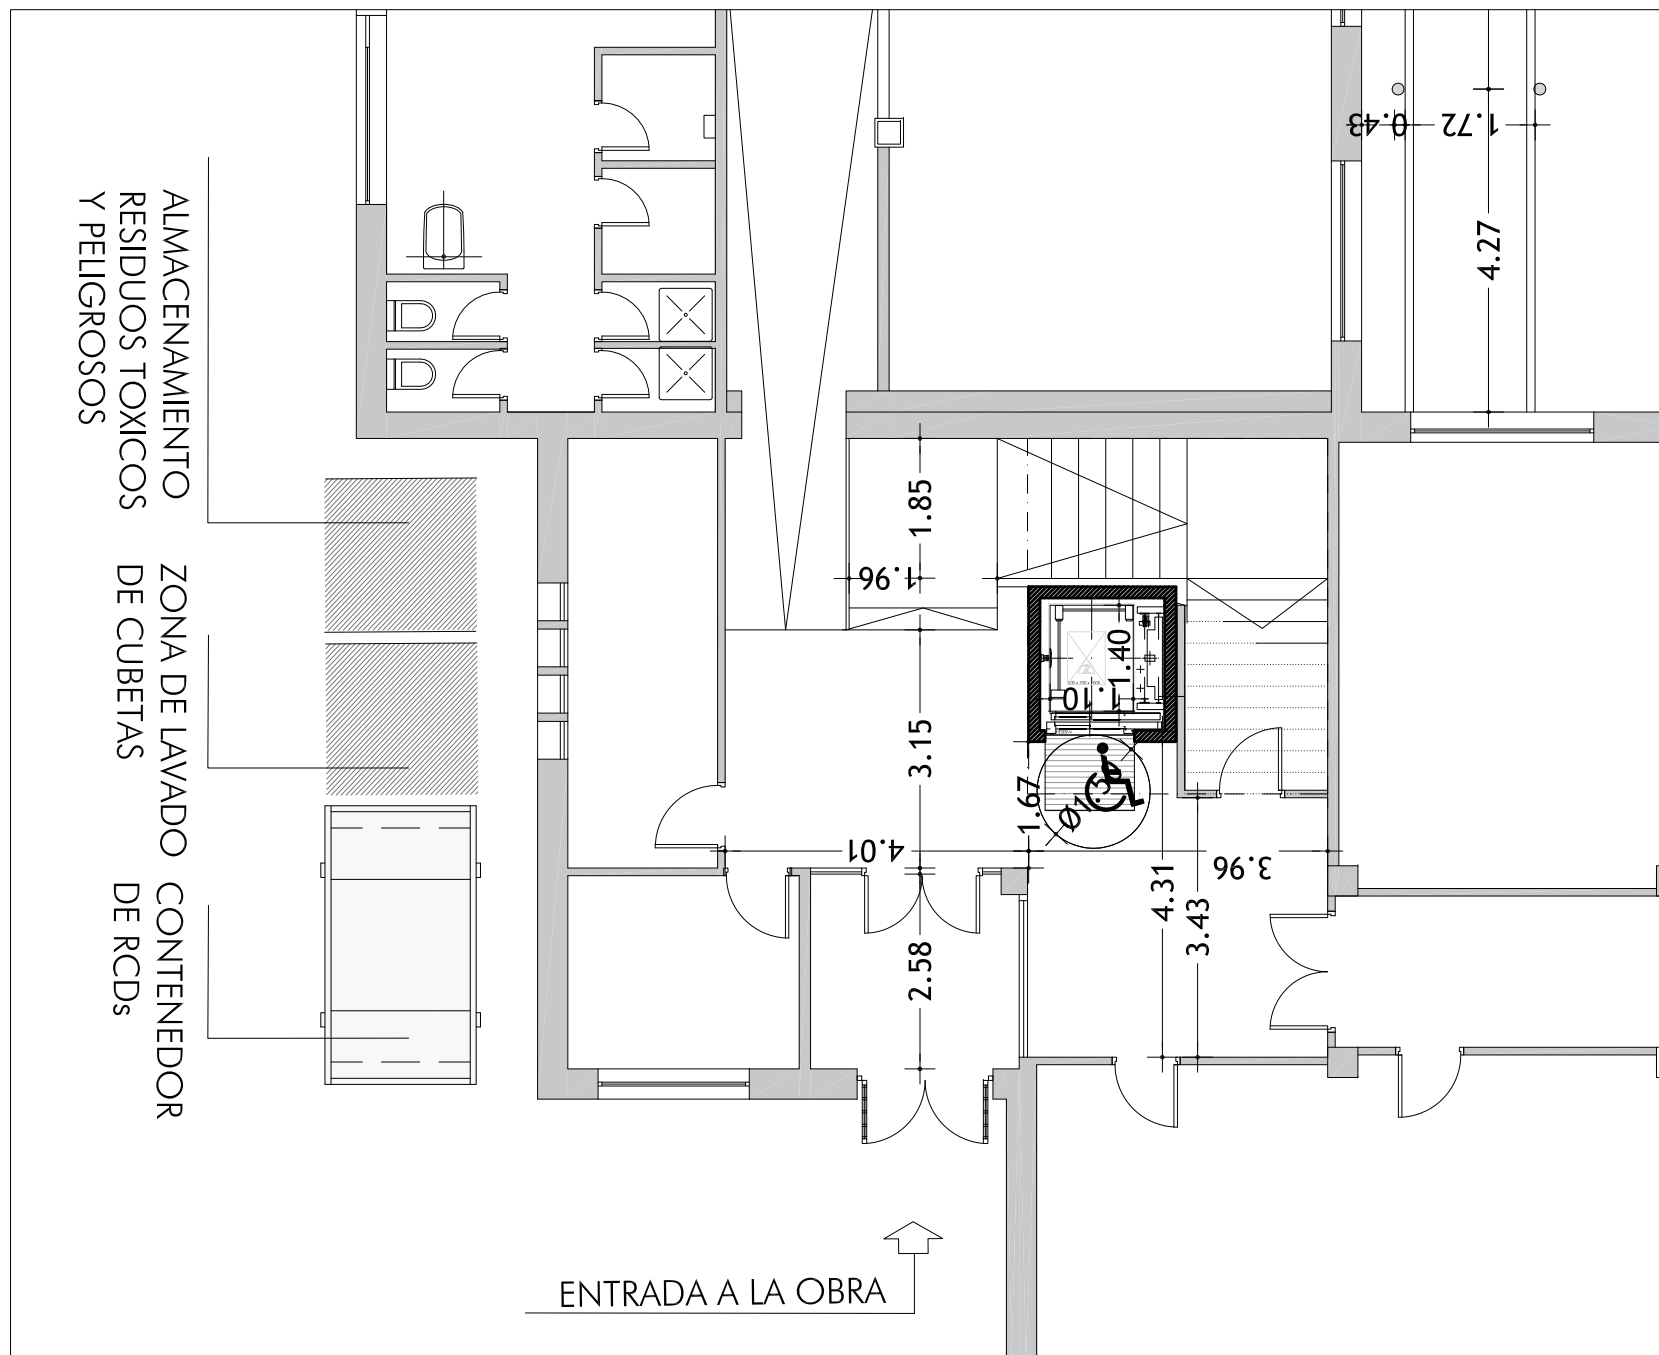 ALMACENAMIENTO
RESIDUOS TOXICOS
Y PELIGROSOS
ZONA DE LAVADO
DE CUBETAS
CONTENEDOR
DE RCDs
ENTRADA A LA OBRA
0.43
1.72
4.27
1.85
1.96
3.15
1.40
1.10
1.67
Ø1.50
4.01
3.96
4.31
3.43
2.58